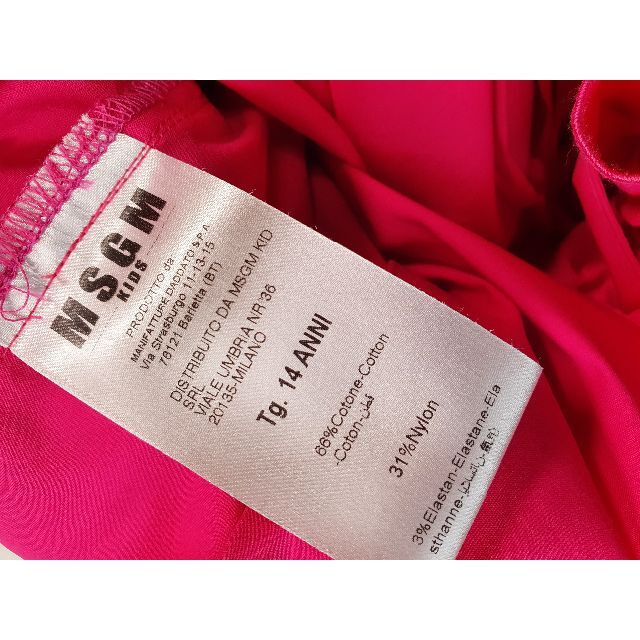 MSGM
KIDS
PRODOTTO da
MANIFATTURE DADDATO S.P.A
Via Strasburgo 11-13-15
76121 Barletta (BT)
DISTRIBUITO DA MSGM KID
SRL
VIALE UMBRIA NR°36
20135-MILANO
Tg. 14 ANNI
66%Cotone-Cotton
-Coton-قطن
31%Nylon
3%Elastan-Elastane-Ela
sthanne-